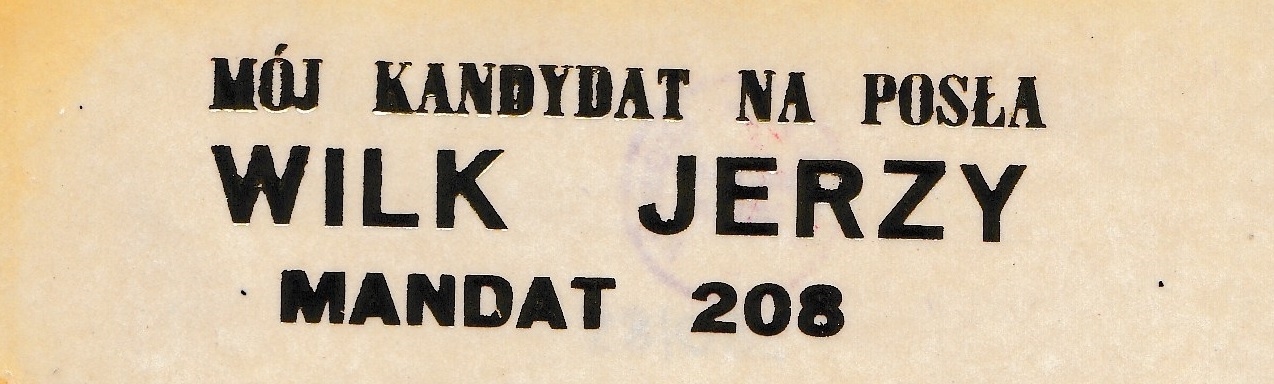 MÓJ KANDYDAT NA POSŁA
WILK JERZY
MANDAT 208